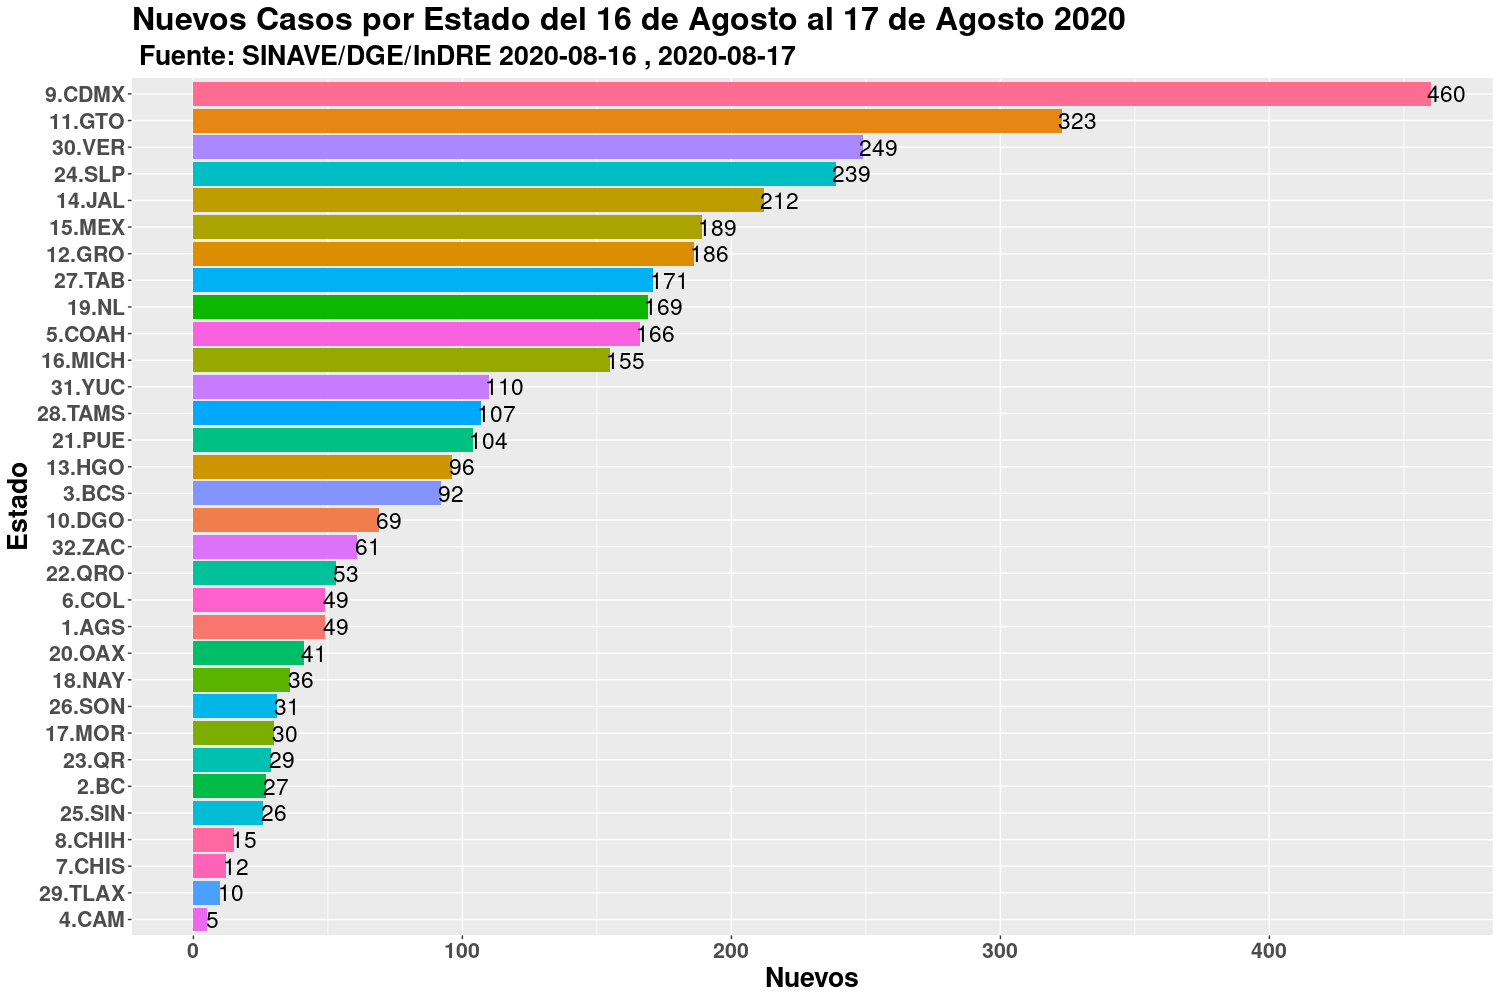 Nuevos Casos por Estado del 16 de Agosto al 17 de Agosto 2020
Fuente: SINAVE/DGE/InDRE 2020-08-16 , 2020-08-17
Estado
9.CDMX 460
11.GTO 323
30.VER 249
24.SLP 239
14.JAL 212
15.MEX 189
12.GRO 186
27.TAB 171
19.NL 169
5.COAH 166
16.MICH 155
31.YUC 110
28.TAMS 107
21.PUE 104
13.HGO 96
3.BCS 92
10.DGO 69
32.ZAC 61
22.QRO 53
6.COL 49
1.AGS 49
20.OAX 41
18.NAY 36
26.SON 31
17.MOR 30
23.QR 29
2.BC 27
25.SIN 26
8.CHIH 15
7.CHIS 12
29.TLAX 10
4.CAM 5
0 100 200 300 400
Nuevos